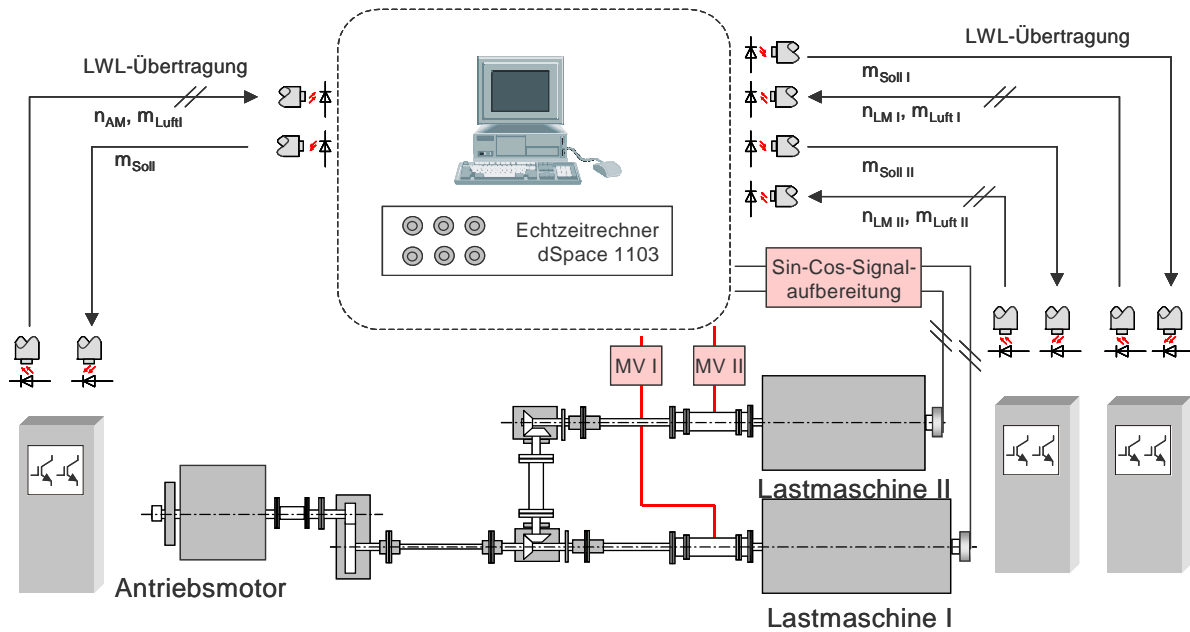 LWL-Übertragung
n_AM, m_LuftI
m_Soll
Echtzeitrechner
dSpace 1103
LWL-Übertragung
m_Soll I
n_LM I, m_Luft I
m_Soll II
n_LM II, m_Luft II
Sin-Cos-Signal-
aufbereitung
MV I
MV II
Lastmaschine II
Antriebsmotor
Lastmaschine I